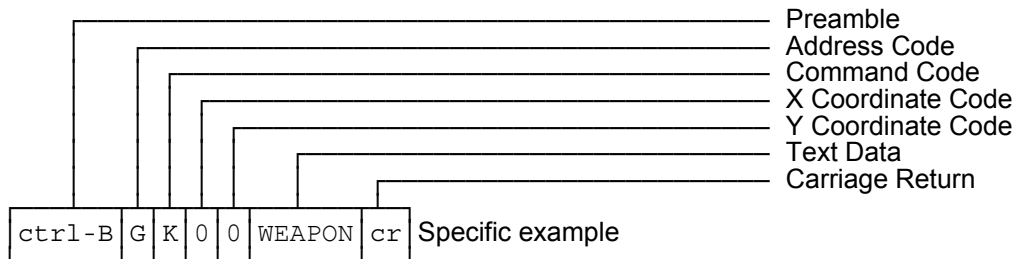 Preamble
Address Code
Command Code
X Coordinate Code
Y Coordinate Code
Text Data
Carriage Return
ctrl-B G K 0 0 WEAPON cr Specific example